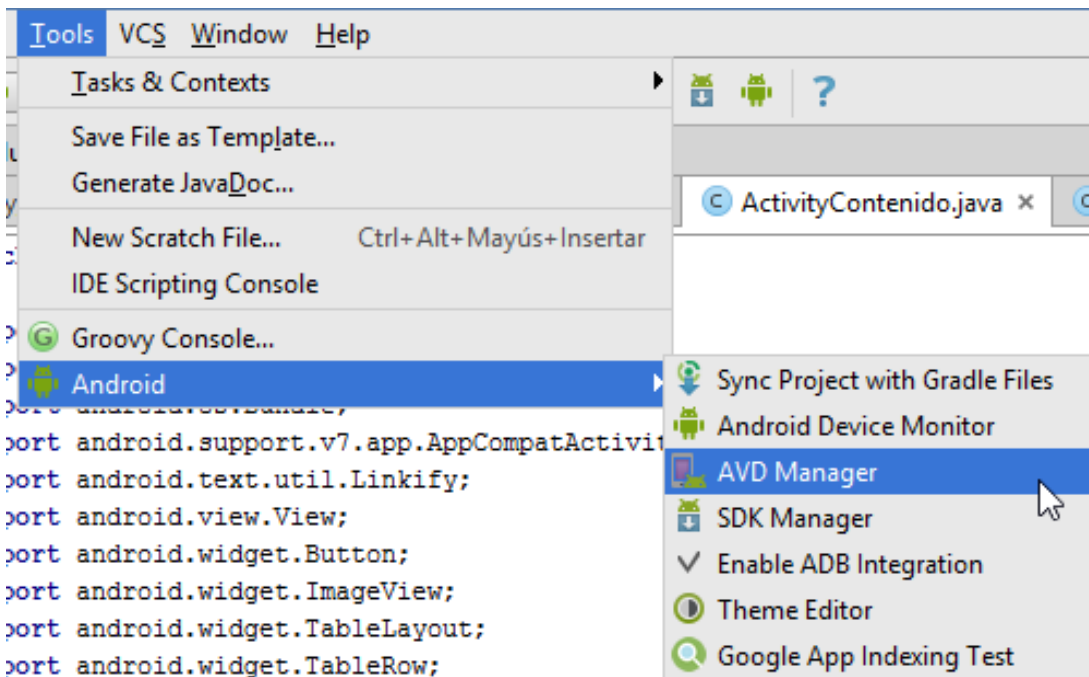 Tools VCS Window Help
Tasks & Contexts
Save File as Template...
Generate JavaDoc...
ActivityContenido.java
New Scratch File... Ctrl+Alt+Mayús+Insertar
IDE Scripting Console
Groovy Console...
Android
Sync Project with Gradle Files
Android Device Monitor
AVD Manager
SDK Manager
Enable ADB Integration
Theme Editor
Google App Indexing Test
port android.support.v7.app.AppCompatActivit
port android.text.util.Linkify;
port android.view.View;
port android.widget.Button;
port android.widget.ImageView;
port android.widget.TableLayout;
port android.widget.TableRow;